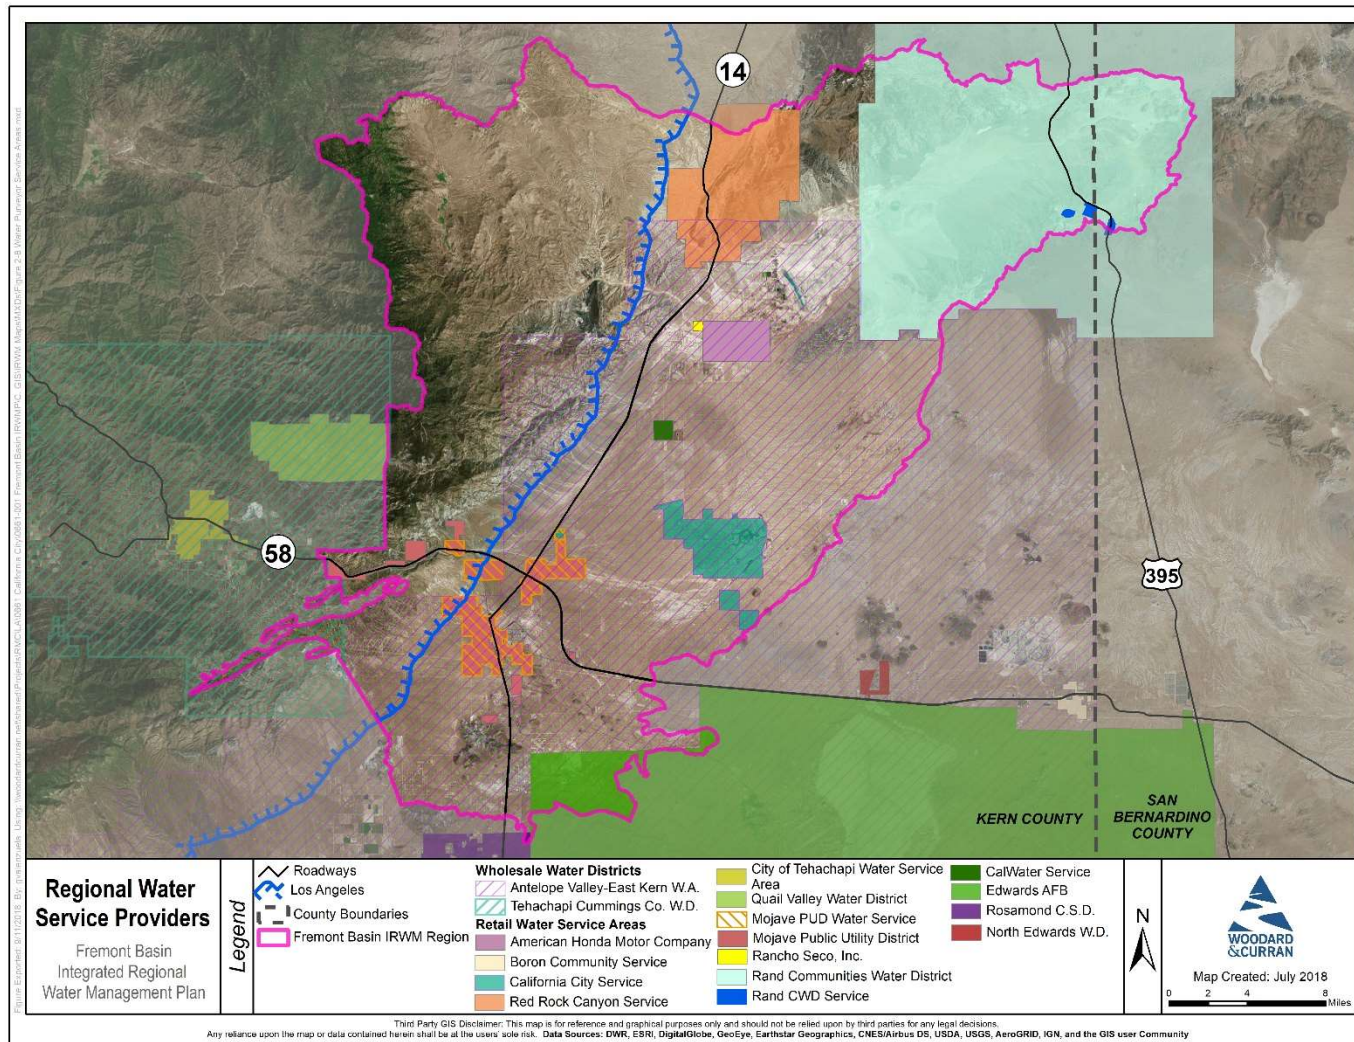 14
58
395
KERN COUNTY
SAN
BERNARDINO
COUNTY
Regional Water
Service Providers
Fremont Basin
Integrated Regional
Water Management Plan
Legend
Roadways
Los Angeles
County Boundaries
Fremont Basin IRWM Region
Wholesale Water Districts
Antelope Valley-East Kern W.A.
Tehachapi Cummings Co. W.D.
Retail Water Service Areas
American Honda Motor Company
Boron Community Service
California City Service
Red Rock Canyon Service
City of Tehachapi Water Service
Area
Quail Valley Water District
Mojave PUD Water Service
Mojave Public Utility District
Rancho Seco, Inc.
Rand Communities Water District
Rand CWD Service
CalWater Service
Edwards AFB
Rosamond C.S.D.
North Edwards W.D.
N
WOODARD
&CURRAN
Map Created: July 2018
0 2 4 8
Miles
Third Party GIS Disclaimer: This map is for reference and graphical purposes only and should not be relied upon by third parties for any legal decisions.
Any reliance upon the map or data contained herein shall be at the users' sole risk. Data Sources: DWR, ESRI, DigitalGlobe, GeoEye, Earthstar Geographics, CNES/Airbus DS, USDA, USGS, AeroGRID, IGN, and the GIS user Community